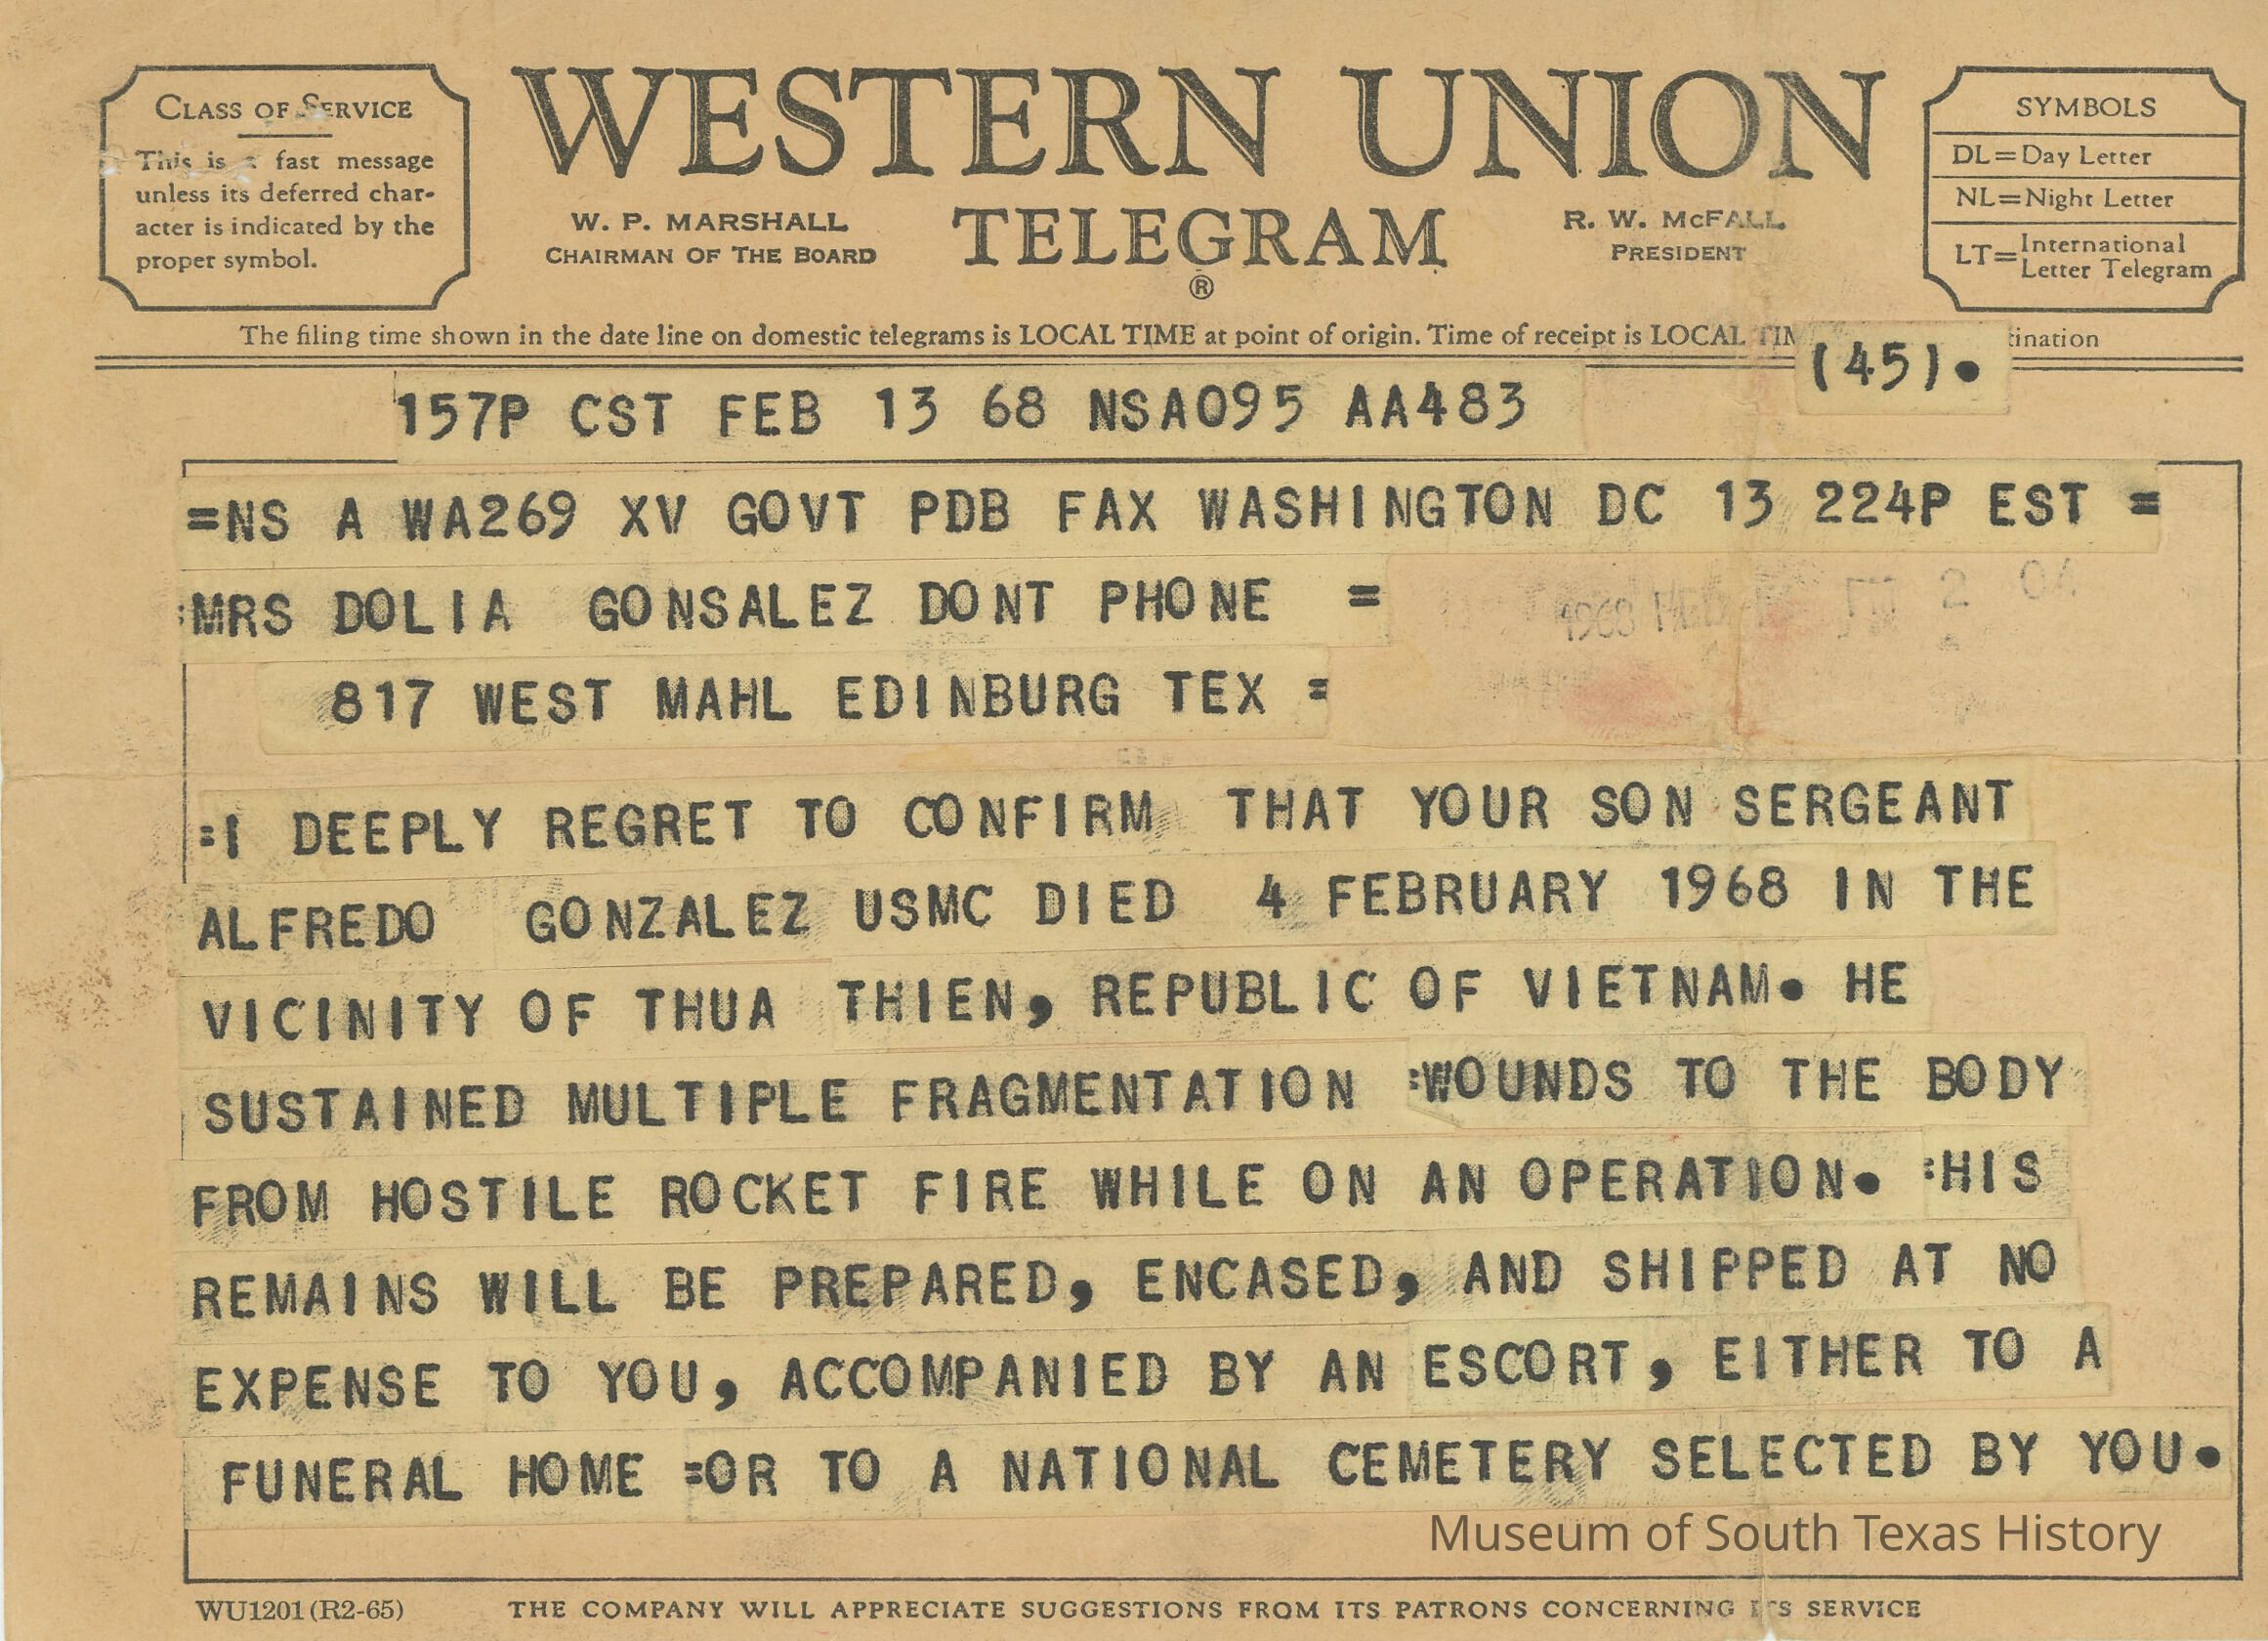 CLASS OF SERVICE
This is a fast message
unless its deferred char-
acter is indicated by the
proper symbol.
WESTERN UNION
TELEGRAM
®
W. P. MARSHALL
CHAIRMAN OF THE BOARD
R. W. McFALL
PRESIDENT
SYMBOLS
DL=Day Letter
NL=Night Letter
LT=International Letter Telegram
The filing time shown in the date line on domestic telegrams is LOCAL TIME at point of origin. Time of receipt is LOCAL
(45).
157P CST FEB 13 68 NSA095 AA483
=NS A WA269 XV GOVT PDB FAX WASHINGTON DC 13 224P EST =
:MRS DOLIA GONSALEZ DONT PHONE =
817 WEST MAHL EDINBURG TEX =
=I DEEPLY REGRET TO CONFIRM THAT YOUR SON SERGEANT
ALFREDO GONZALEZ USMC DIED 4 FEBRUARY 1968 IN THE
VICINITY OF THUA THIEN, REPUBLIC OF VIETNAM. HE
SUSTAINED MULTIPLE FRAGMENTATION :WOUNDS TO THE BODY
FROM HOSTILE ROCKET FIRE WHILE ON AN OPERATION. :HIS
REMAINS WILL BE PREPARED, ENCASED, AND SHIPPED AT NO
EXPENSE TO YOU, ACCOMPANIED BY AN ESCORT, EITHER TO A
FUNERAL HOME =OR TO A NATIONAL CEMETERY SELECTED BY YOU.
Museum of South Texas History
WU1201 (R2-65) THE COMPANY WILL APPRECIATE SUGGESTIONS FROM ITS PATRONS CONCERNING ITS SERVICE